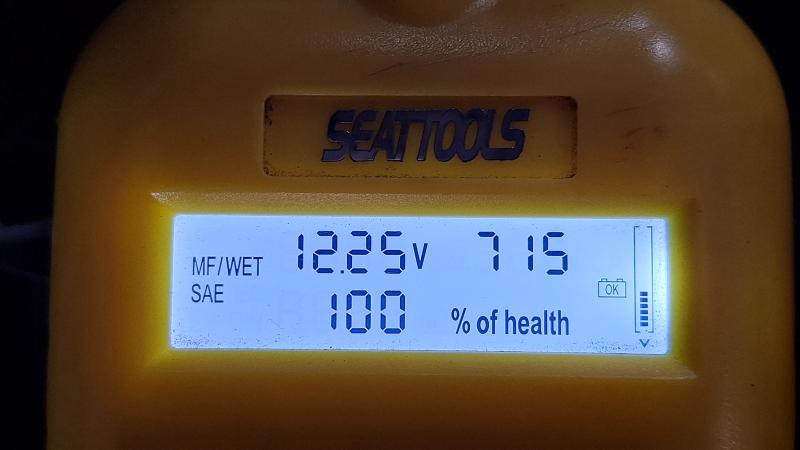 SEATTOOLS
MF/WET 12.25V 715
SAE 100 % of health
OK
V